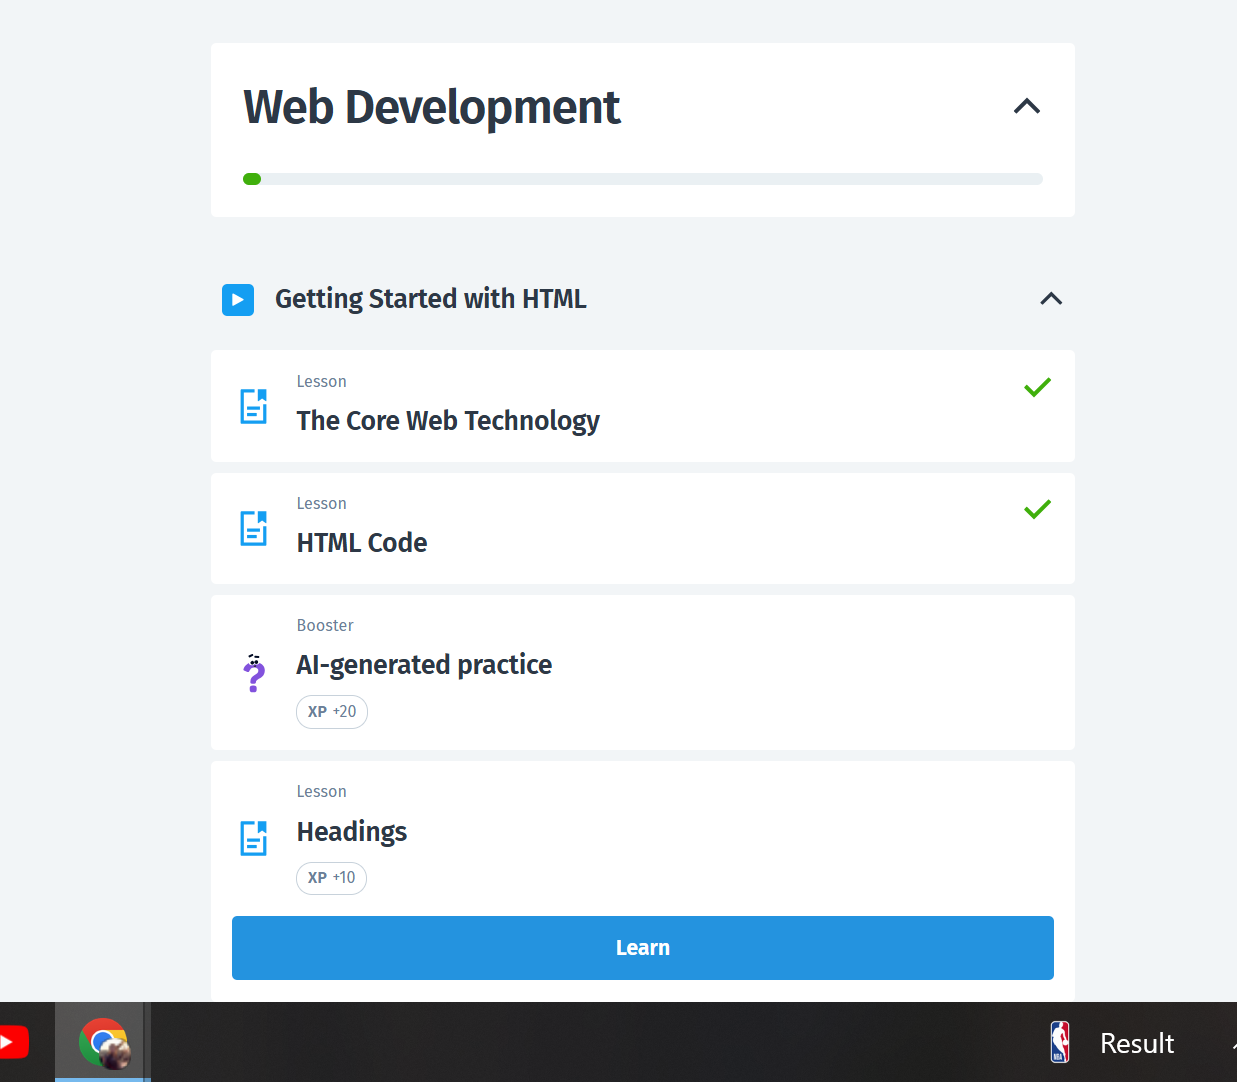 Web Development
Getting Started with HTML
Lesson
The Core Web Technology
Lesson
HTML Code
Booster
AI-generated practice
XP +20
Lesson
Headings
XP +10
Learn
NBA
Result